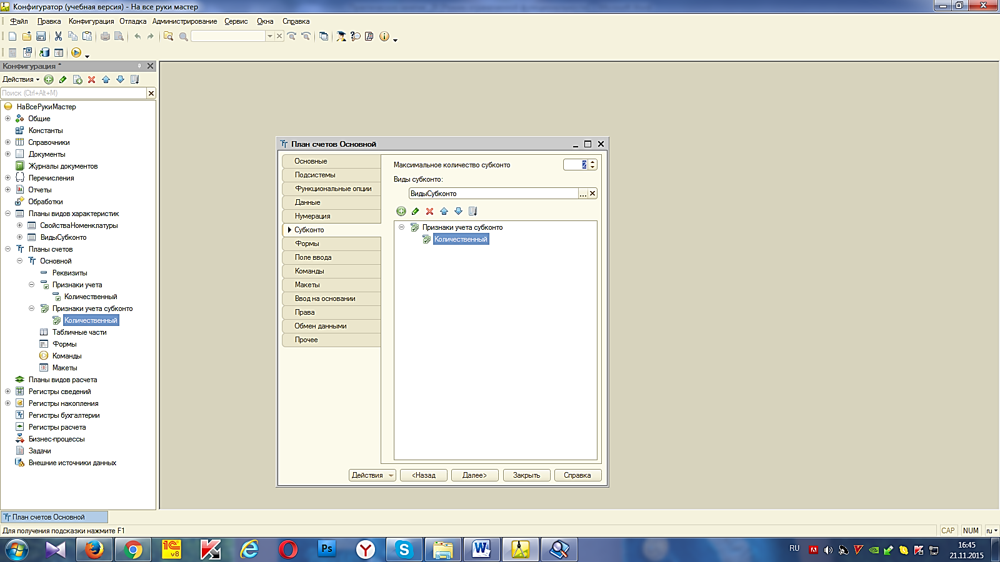 Конфигуратор (учебная версия) - На все руки мастер
Файл Правка Конфигурация Отладка Администрирование Сервис Окна Справка
Конфигурация *
Действия
Поиск (Ctrl+Alt+M)
НаВсеРукиМастер
Общие
Константы
Справочники
Документы
Журналы документов
Перечисления
Отчеты
Обработки
Планы видов характеристик
СвойстваНоменклатуры
ВидыСубконто
Планы счетов
Основной
Реквизиты
Признаки учета
Количественный
Признаки учета субконто
Количественный
Табличные части
Формы
Команды
Макеты
Планы видов расчета
Регистры сведений
Регистры накопления
Регистры бухгалтерии
Регистры расчета
Бизнес-процессы
Задачи
Внешние источники данных
План счетов Основной
Основные
Подсистемы
Функциональные опции
Данные
Нумерация
Субконто
Формы
Поле ввода
Команды
Макеты
Ввод на основании
Права
Обмен данными
Прочее
Максимальное количество субконто 2
Виды субконто:
ВидыСубконто ...
Признаки учета субконто
Количественный
Действия <Назад Далее> Закрыть Справка
План счетов Основной
Для получения подсказки нажмите F1 CAP NUM ru
1С v8 Ps RU 16:45
21.11.2015